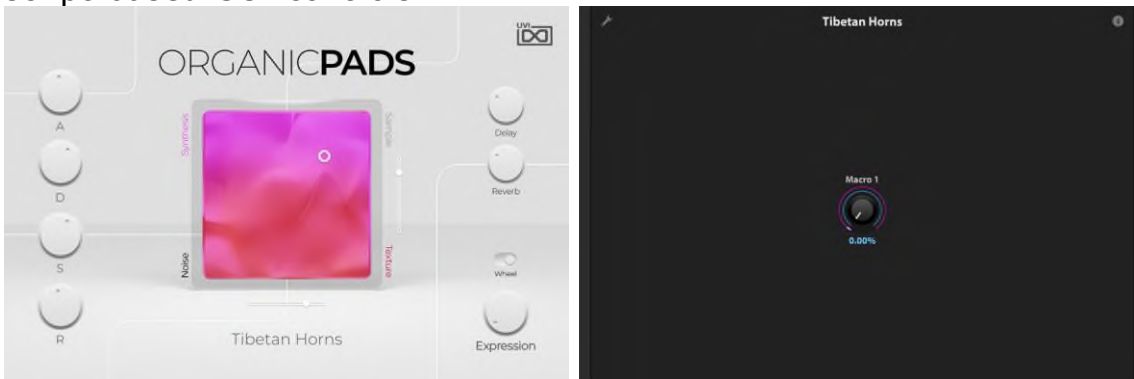 UVI
ORGANICPADS
A
D
S
R
Synthesis
Sample
Noise
Texture
Delay
Reverb
Wheel
Expression
Tibetan Horns
Tibetan Horns
Macro 1
0.00%